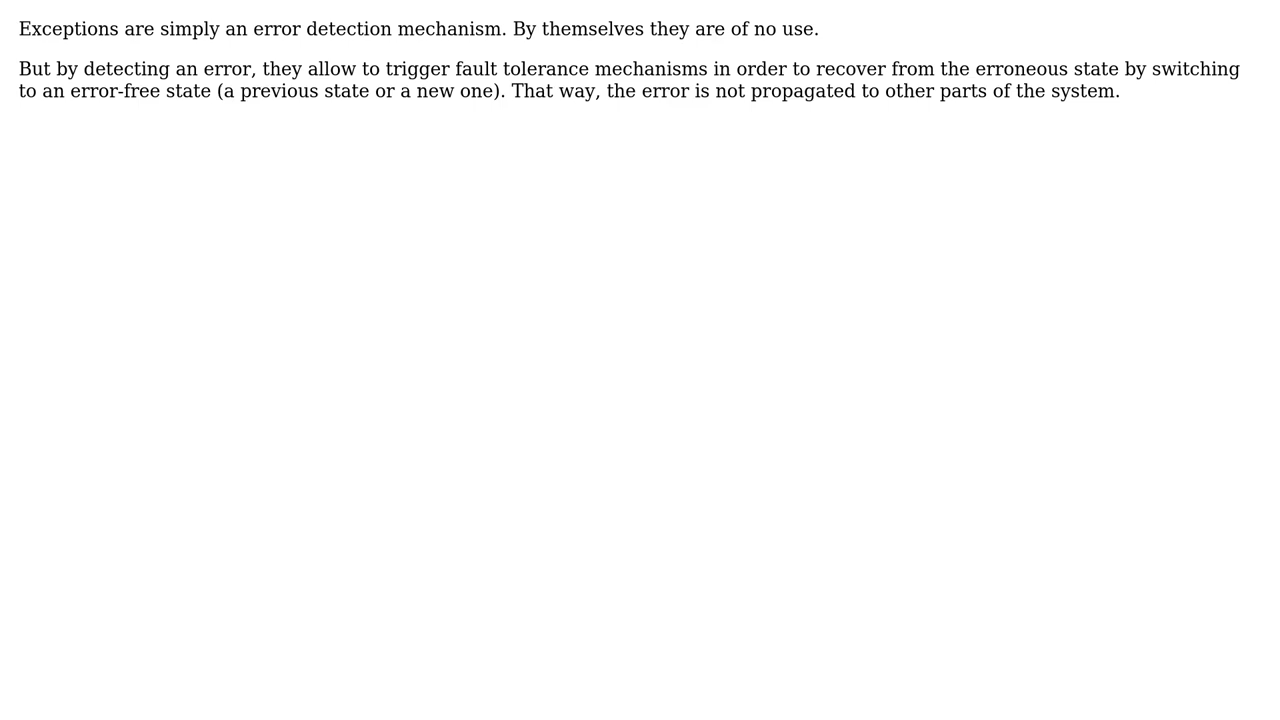 Exceptions are simply an error detection mechanism. By themselves they are of no use.
But by detecting an error, they allow to trigger fault tolerance mechanisms in order to recover from the erroneous state by switching
to an error-free state (a previous state or a new one). That way, the error is not propagated to other parts of the system.